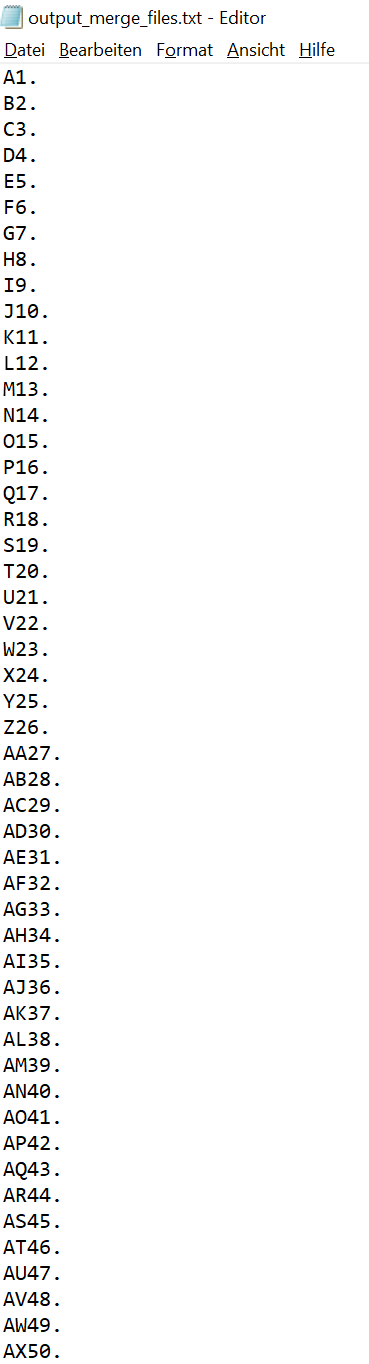 output_merge_files.txt - Editor
Datei Bearbeiten Format Ansicht Hilfe
A1.
B2.
C3.
D4.
E5.
F6.
G7.
H8.
I9.
J10.
K11.
L12.
M13.
N14.
O15.
P16.
Q17.
R18.
S19.
T20.
U21.
V22.
W23.
X24.
Y25.
Z26.
AA27.
AB28.
AC29.
AD30.
AE31.
AF32.
AG33.
AH34.
AI35.
AJ36.
AK37.
AL38.
AM39.
AN40.
AO41.
AP42.
AQ43.
AR44.
AS45.
AT46.
AU47.
AV48.
AW49.
AX50.